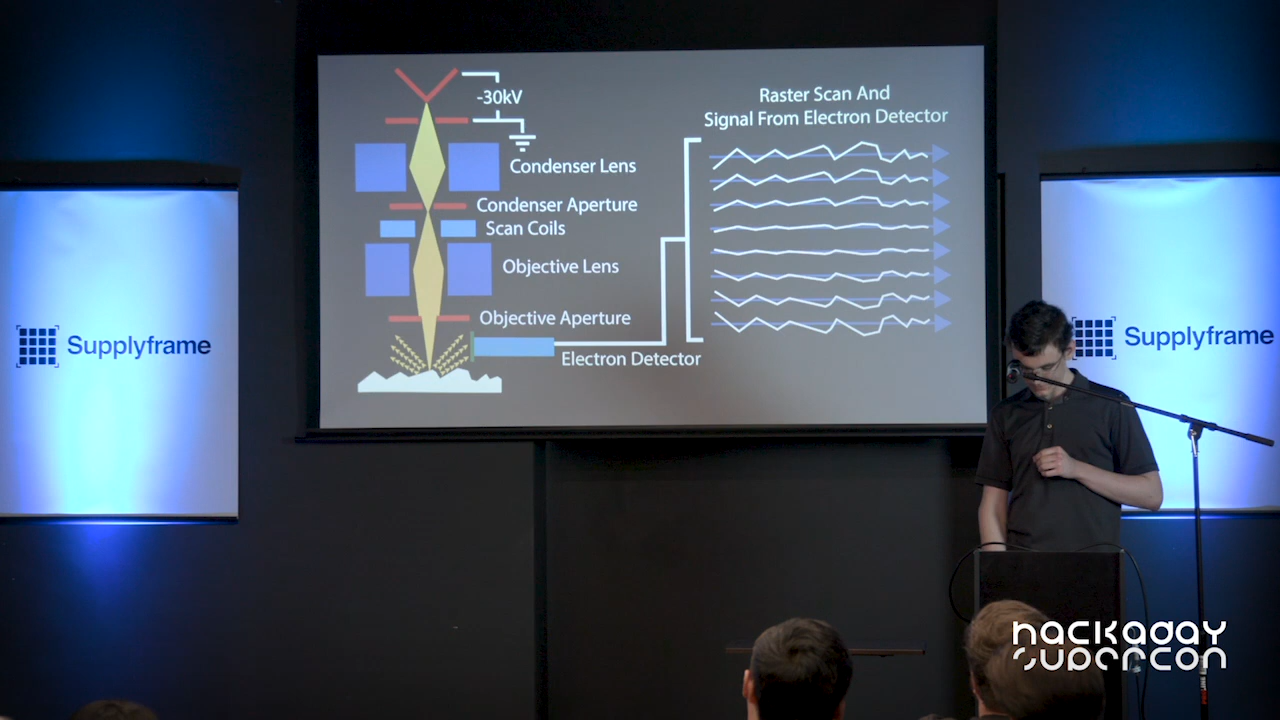 -30kV
Condenser Lens
Condenser Aperture
Scan Coils
Objective Lens
Objective Aperture
Electron Detector
Raster Scan And
Signal From Electron Detector
Supplyframe
Supplyframe
hackaday
supercon